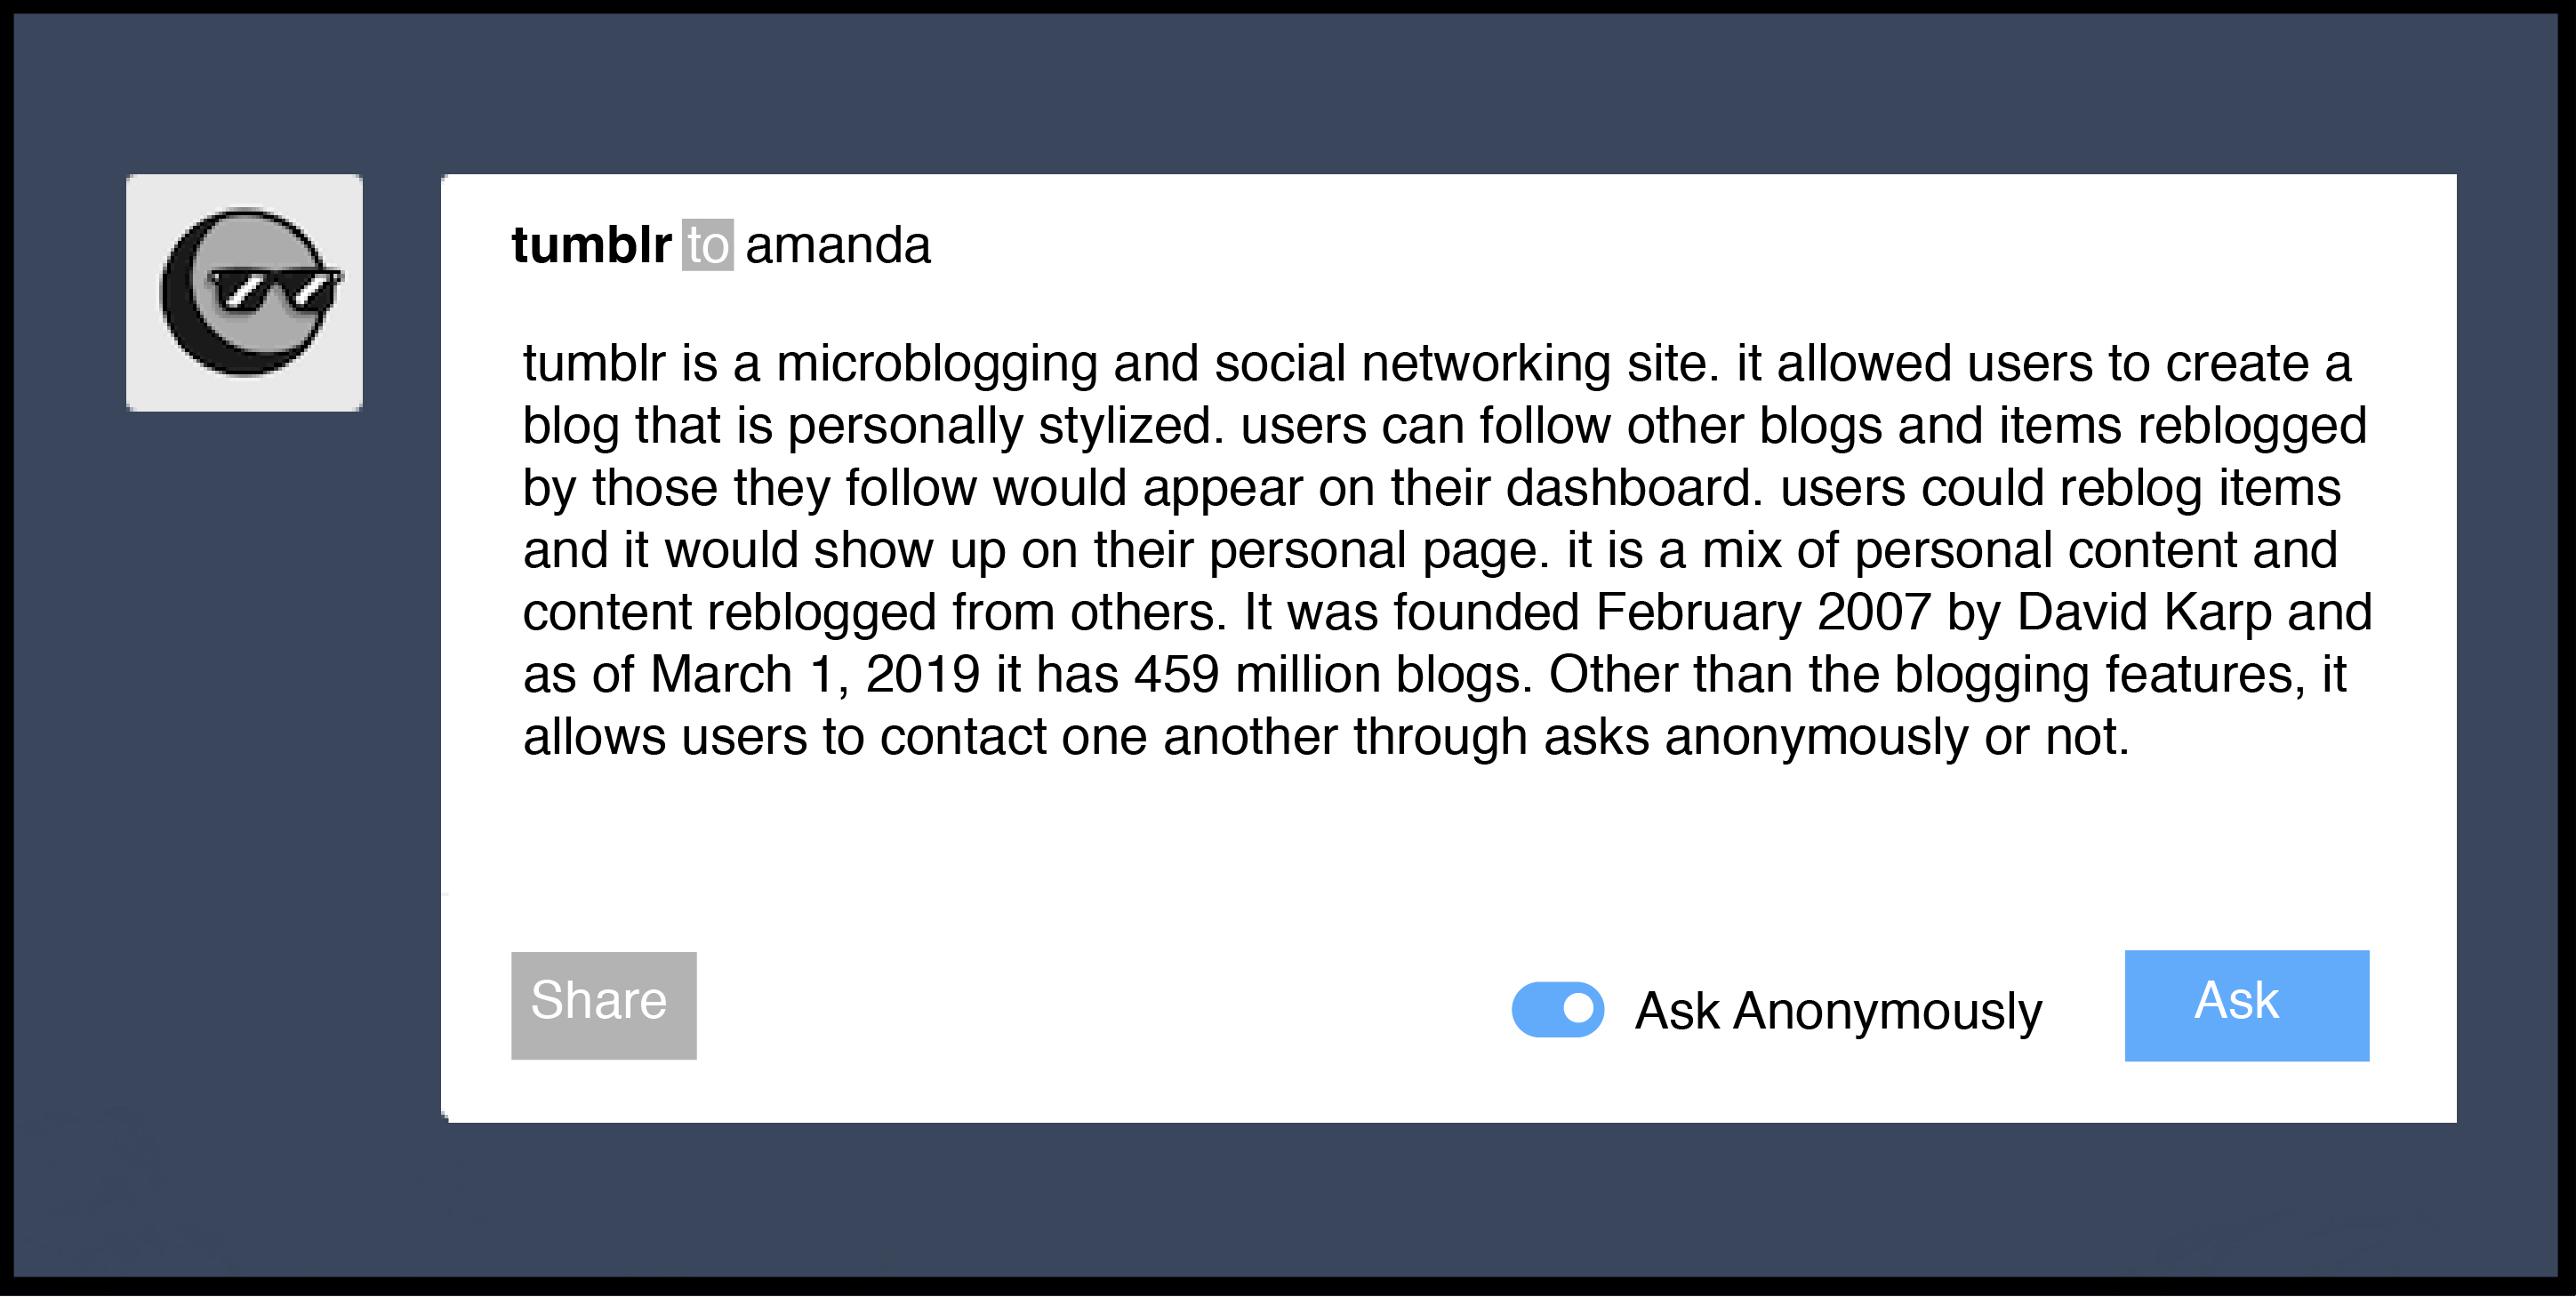 tumblr to amanda
tumblr is a microblogging and social networking site. it allowed users to create a
blog that is personally stylized. users can follow other blogs and items reblogged
by those they follow would appear on their dashboard. users could reblog items
and it would show up on their personal page. it is a mix of personal content and
content reblogged from others. It was founded February 2007 by David Karp and
as of March 1, 2019 it has 459 million blogs. Other than the blogging features, it
allows users to contact one another through asks anonymously or not.
Share
Ask Anonymously
Ask